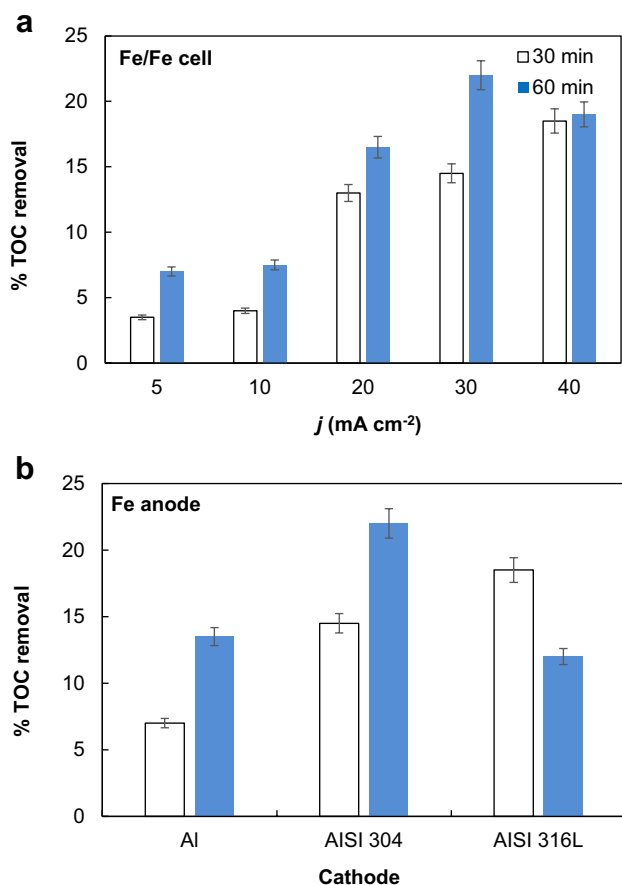 a
Fe/Fe cell
30 min
60 min
% TOC removal
25
20
15
10
5
0
5 10 20 30 40
j (mA cm⁻²)
b
Fe anode
% TOC removal
25
20
15
10
5
0
Al AISI 304 AISI 316L
Cathode